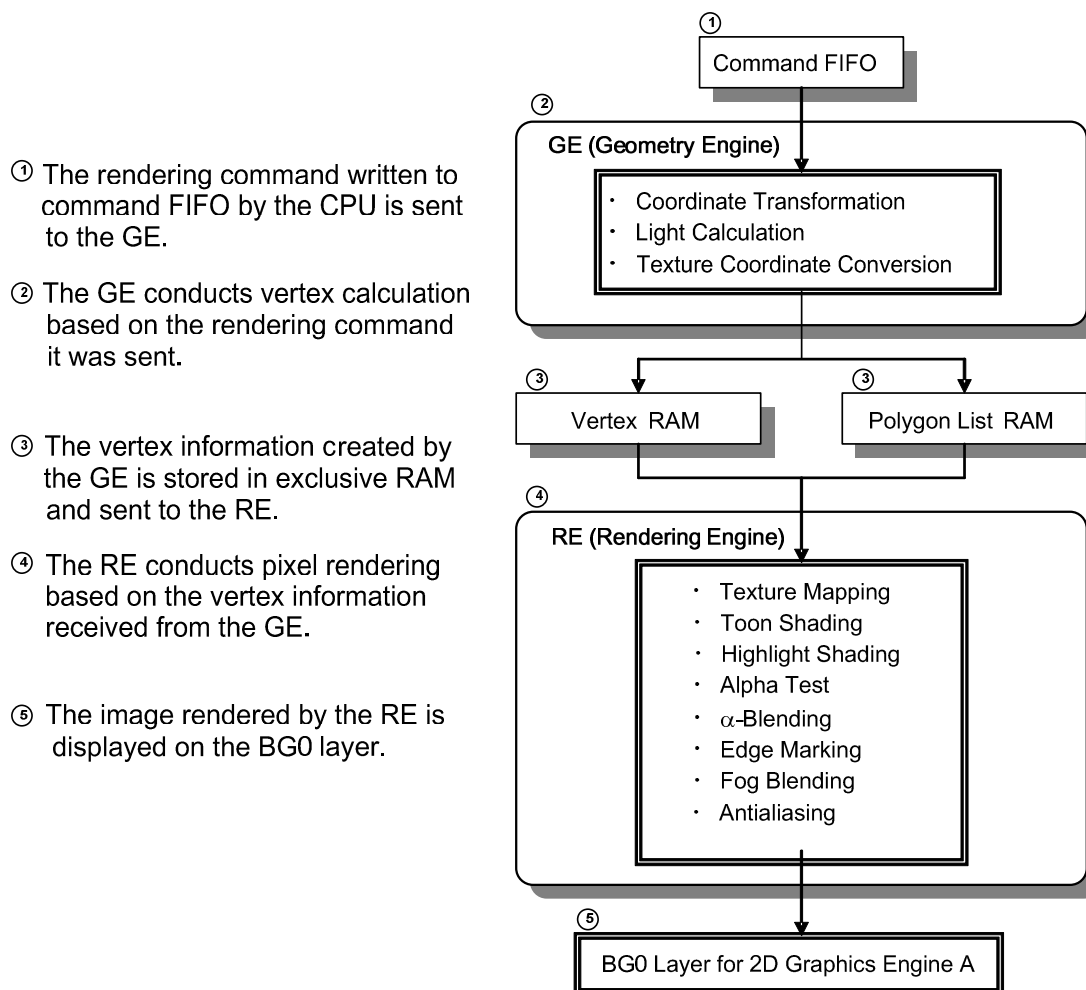 ① The rendering command written to
command FIFO by the CPU is sent
to the GE.
② The GE conducts vertex calculation
based on the rendering command
it was sent.
③ The vertex information created by
the GE is stored in exclusive RAM
and sent to the RE.
④ The RE conducts pixel rendering
based on the vertex information
received from the GE.
⑤ The image rendered by the RE is
displayed on the BG0 layer.
①
Command FIFO
②
GE (Geometry Engine)
· Coordinate Transformation
· Light Calculation
· Texture Coordinate Conversion
③
Vertex RAM
③
Polygon List RAM
④
RE (Rendering Engine)
· Texture Mapping
· Toon Shading
· Highlight Shading
· Alpha Test
· α-Blending
· Edge Marking
· Fog Blending
· Antialiasing
⑤
BG0 Layer for 2D Graphics Engine A